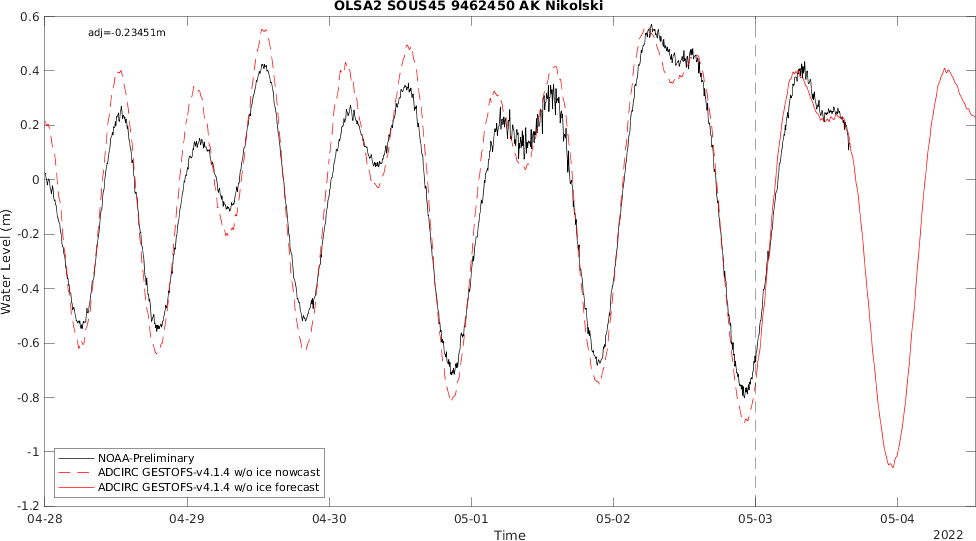 OLSA2 SOUS45 9462450 AK Nikolski
adj=-0.23451m
0.6
0.4
0.2
0
-0.2
-0.4
-0.6
-0.8
-1
-1.2
Water Level (m)
NOAA-Preliminary
ADCIRC GESTOFS-v4.1.4 w/o ice nowcast
ADCIRC GESTOFS-v4.1.4 w/o ice forecast
04-28 04-29 04-30 05-01 05-02 05-03 05-04
Time
2022